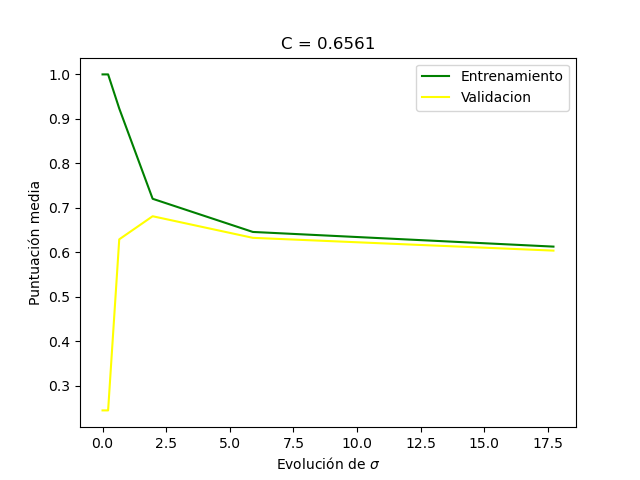 C = 0.6561
Entrenamiento
Validacion
1.0
0.9
0.8
0.7
0.6
0.5
0.4
0.3
Puntuación media
0.0 2.5 5.0 7.5 10.0 12.5 15.0 17.5
Evolución de σ